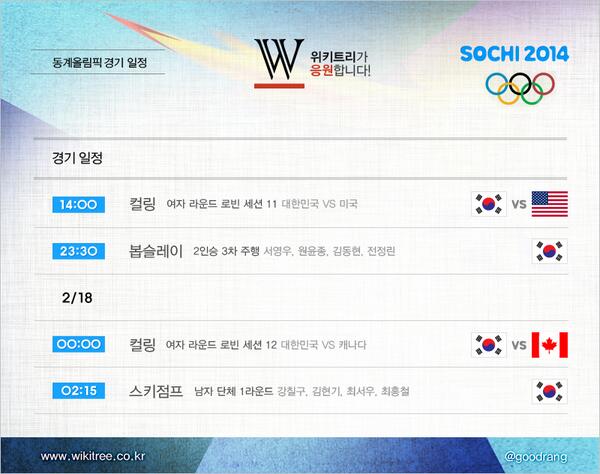 동계올림픽 경기 일정
W 위키트리가
응원합니다!
SOCHI 2014
경기 일정
14:00 컬링 여자 라운드 로빈 세션 11 대한민국 VS 미국 VS
23:30 봅슬레이 2인승 3차 주행 서영우, 원윤종, 김동현, 전정린
2/18
00:00 컬링 여자 라운드 로빈 세션 12 대한민국 VS 캐나다 VS
02:15 스키점프 남자 단체 1라운드 강칠구, 김현기, 최서우, 최흥철
www.wikitree.co.kr @goodrang